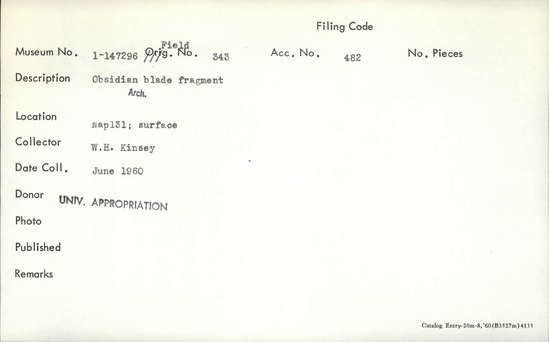 Filing Code
Field
Museum No. 1-147296 Orig. No. 343 Acc. No. 482 No. Pieces
Description Obsidian blade fragment
Arch.
Location Nap131; surface
Collector W.H. Kinsey
Date Coll. June 1960
Donor UNIV. APPROPRIATION
Photo
Published
Remarks